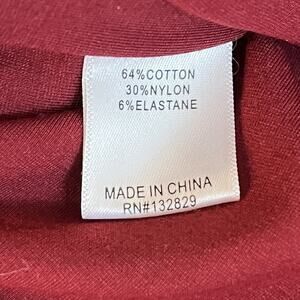 64%COTTON
30%NYLON
6%ELASTANE
MADE IN CHINA
RN#132829